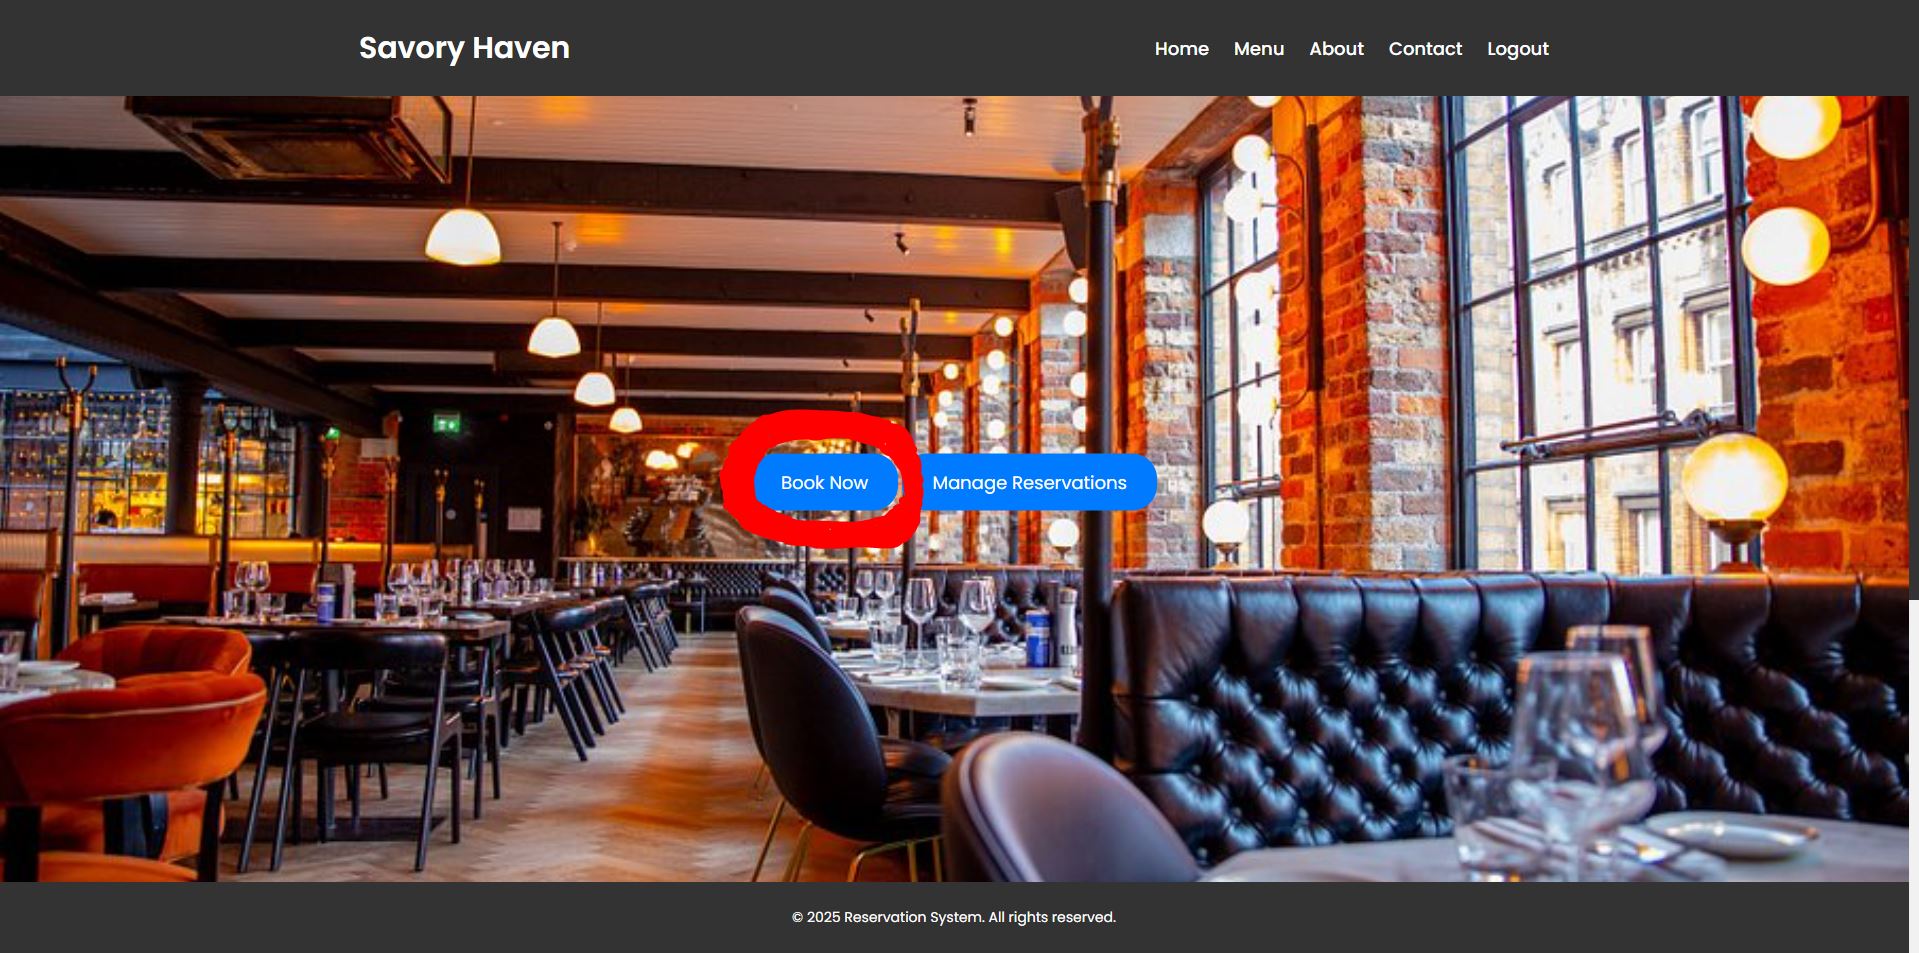 Savory Haven
Home Menu About Contact Logout
Book Now
Manage Reservations
© 2025 Reservation System. All rights reserved.